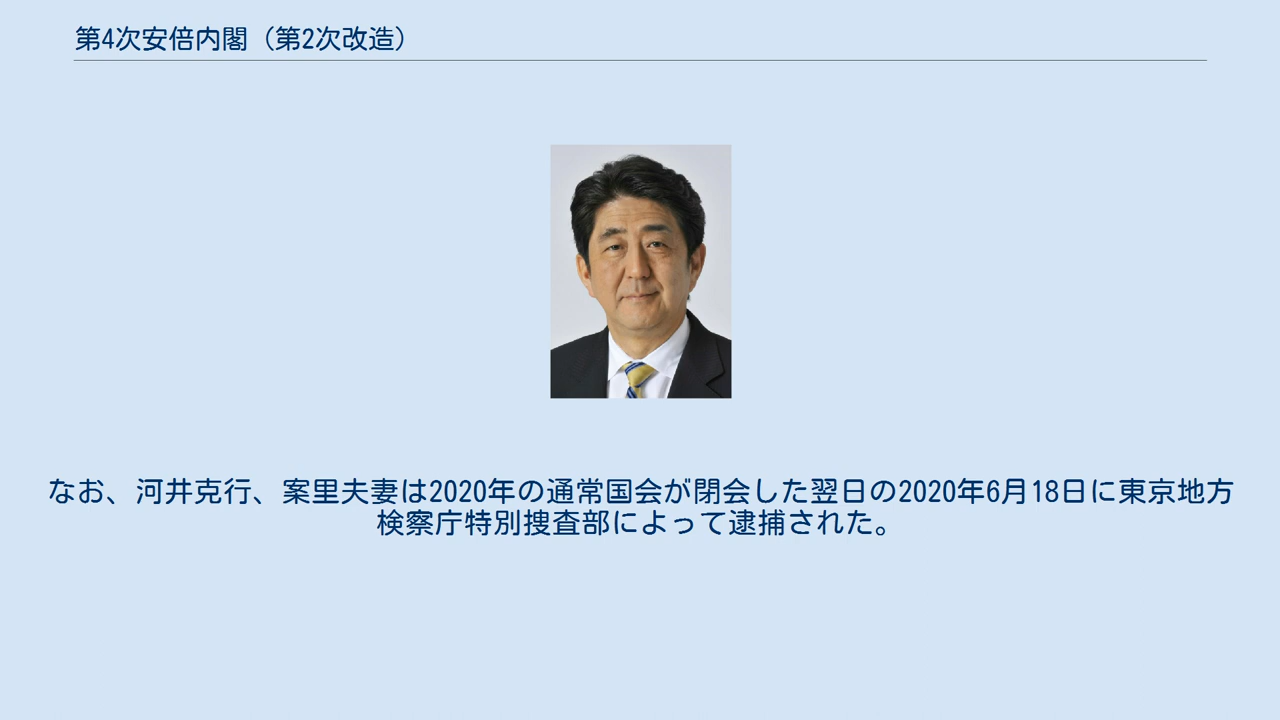 第4次安倍内閣（第2次改造）
なお、河井克行、案里夫妻は2020年の通常国会が閉会した翌日の2020年6月18日に東京地方
検察庁特別捜査部によって逮捕された。